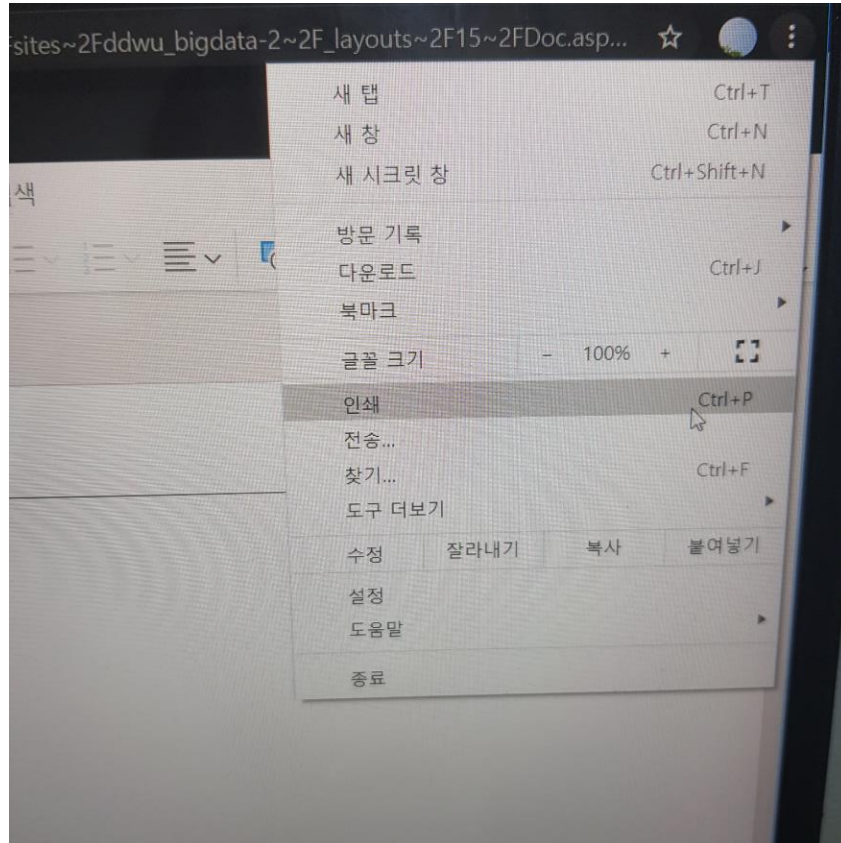 sites~2Fddwu_bigdata-2~2F_layouts~2F15~2FDoc.asp...
새 탭 Ctrl+T
새 창 Ctrl+N
새 시크릿 창 Ctrl+Shift+N
색
방문 기록
다운로드 Ctrl+J
북마크
글꼴 크기 - 100% +
인쇄 Ctrl+P
전송...
찾기... Ctrl+F
도구 더보기
수정 잘라내기 복사 붙여넣기
설정
도움말
종료